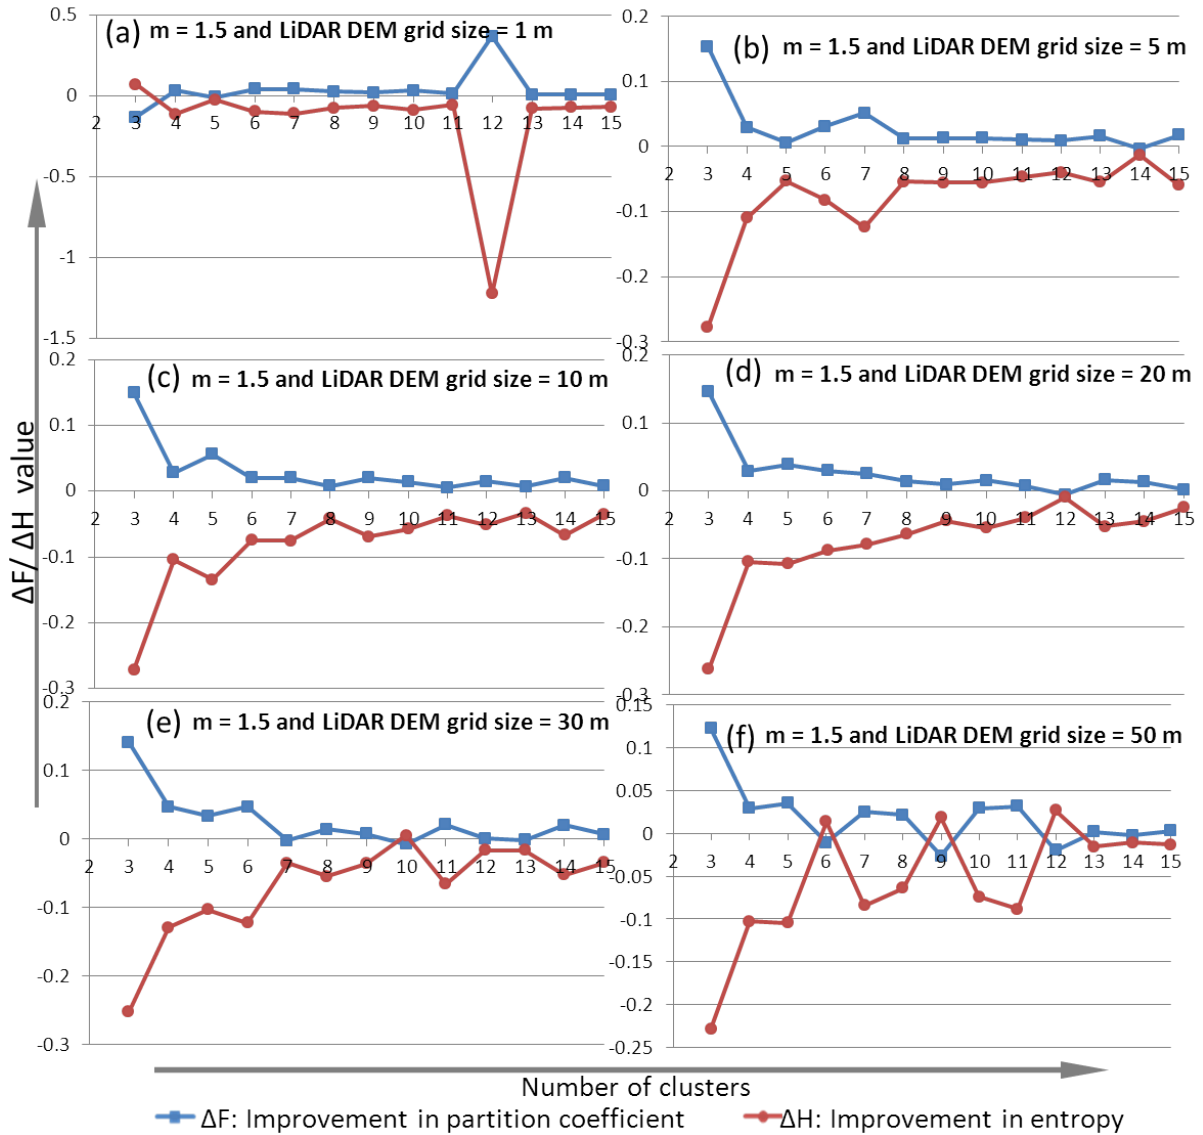 (a) m = 1.5 and LiDAR DEM grid size = 1 m
0.5
0
-0.5
-1
-1.5
2 3 4 5 6 7 8 9 10 11 12 13 14 15
(b) m = 1.5 and LiDAR DEM grid size = 5 m
0.2
0.1
0
-0.1
-0.2
-0.3
2 3 4 5 6 7 8 9 10 11 12 13 14 15
(c) m = 1.5 and LiDAR DEM grid size = 10 m
0.2
0.1
0
-0.1
-0.2
-0.3
2 3 4 5 6 7 8 9 10 11 12 13 14 15
(d) m = 1.5 and LiDAR DEM grid size = 20 m
0.2
0.1
0
-0.1
-0.2
-0.3
2 3 4 5 6 7 8 9 10 11 12 13 14 15
(e) m = 1.5 and LiDAR DEM grid size = 30 m
0.2
0.1
0
-0.1
-0.2
-0.3
2 3 4 5 6 7 8 9 10 11 12 13 14 15
(f) m = 1.5 and LiDAR DEM grid size = 50 m
0.15
0.1
0.05
0
-0.05
-0.1
-0.15
-0.2
-0.25
2 3 4 5 6 7 8 9 10 11 12 13 14 15
ΔF/ ΔH value
Number of clusters
ΔF: Improvement in partition coefficient
ΔH: Improvement in entropy